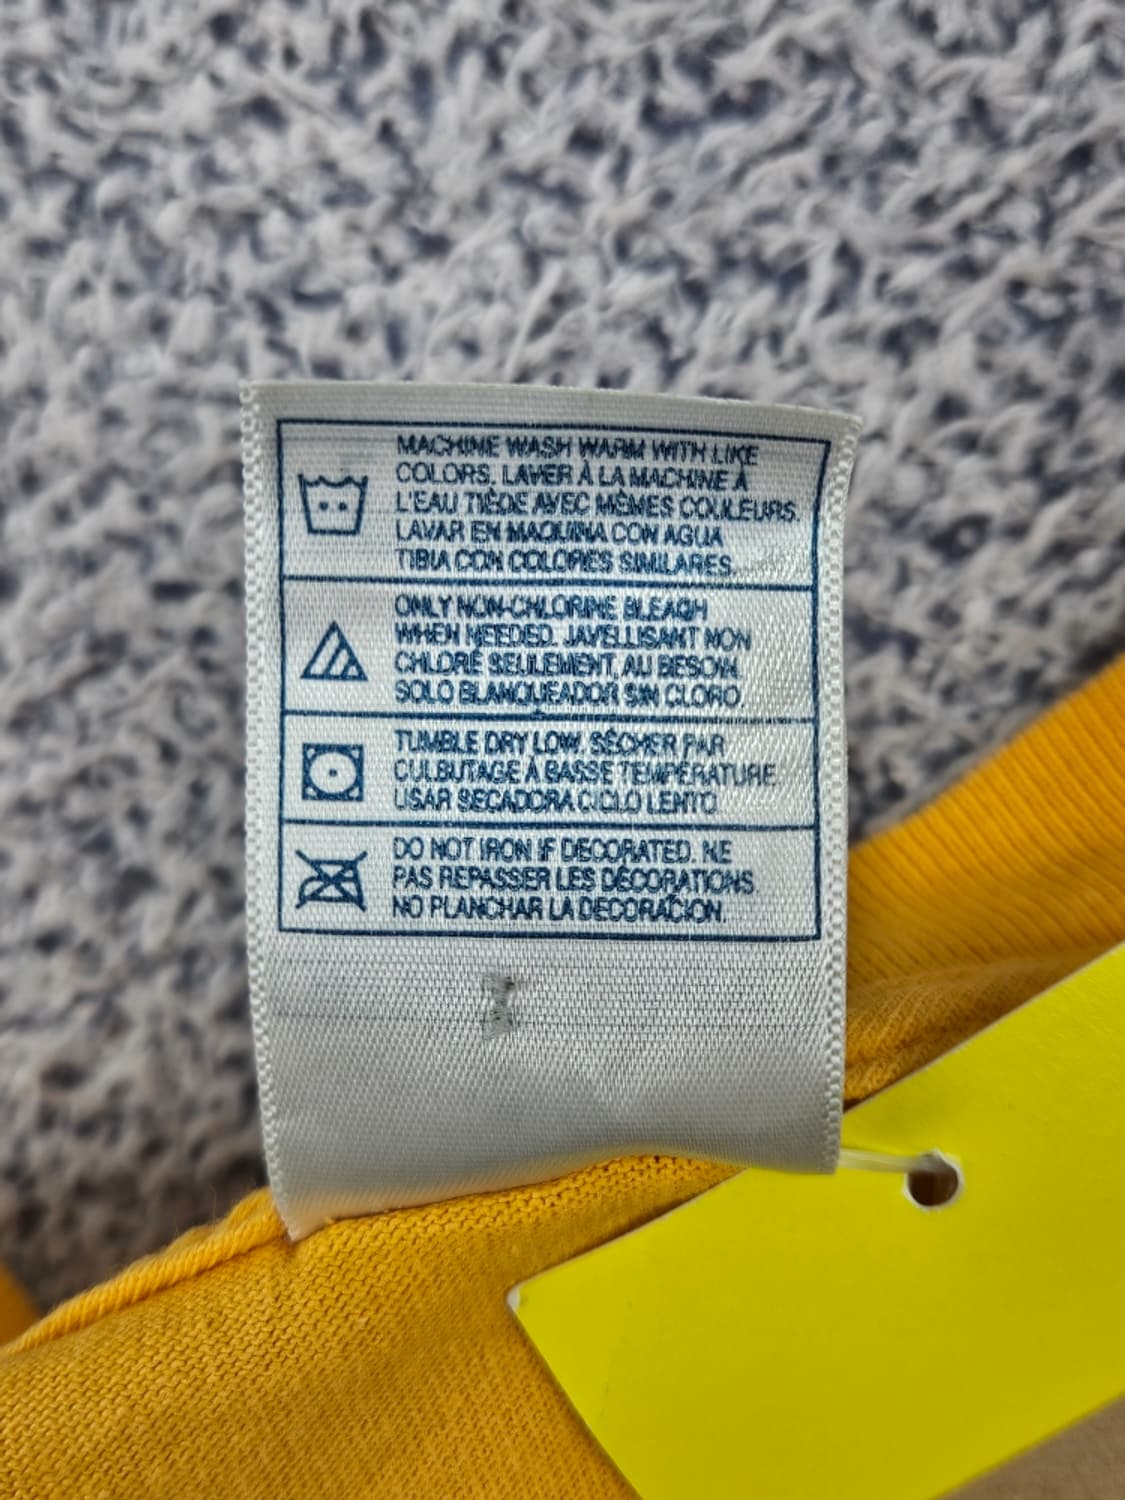 MACHINE WASH WARM WITH LIKE
COLORS. LAVER À LA MACHINE À
L'EAU TIÈDE AVEC MÊMES COULEURS.
LAVAR EN MAQUINA CON AGUA
TIBIA CON COLORES SIMILARES.
ONLY NON-CHLORINE BLEACH
WHEN NEEDED. JAVELLISANT NON
CHLORÉ SEULEMENT, AU BESOIN.
SOLO BLANQUEADOR SIN CLORO.
TUMBLE DRY LOW. SÉCHER PAR
CULBUTAGE À BASSE TEMPÉRATURE.
USAR SECADORA CICLO LENTO
DO NOT IRON IF DECORATED. NE
PAS REPASSER LES DÉCORATIONS.
NO PLANCHAR LA DECORACION.